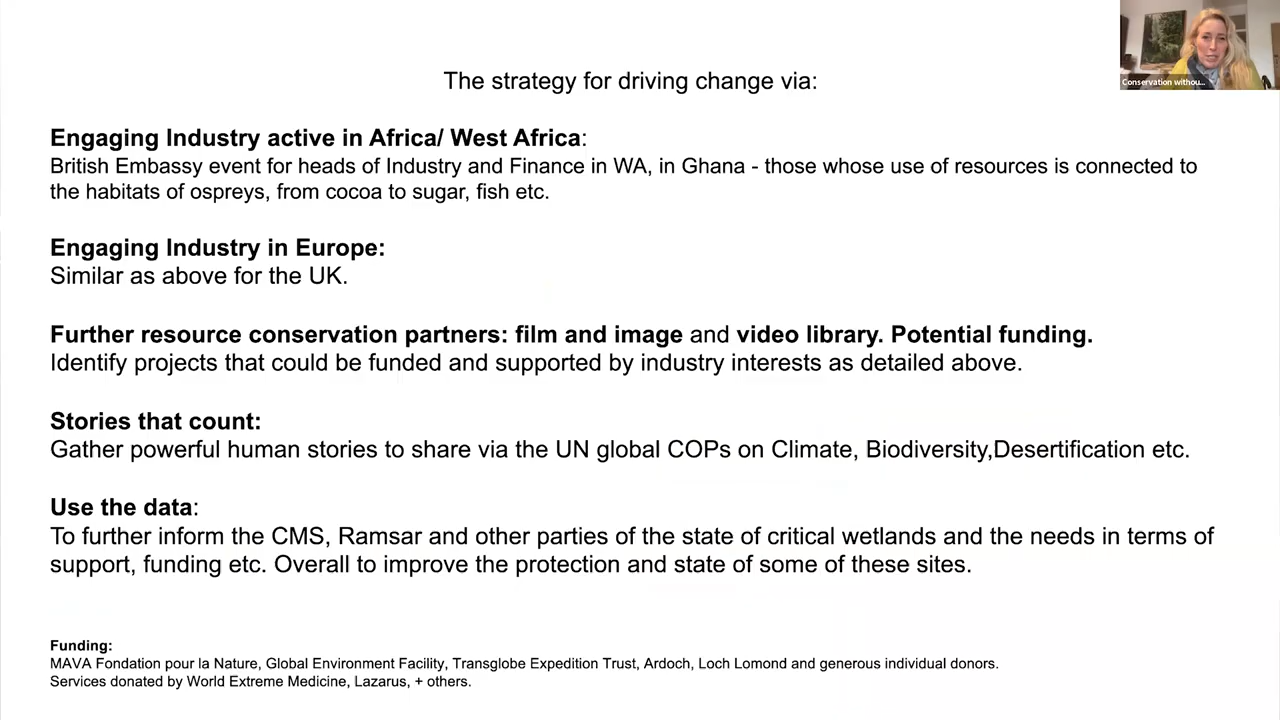 Conservation withou...
The strategy for driving change via:
Engaging Industry active in Africa/ West Africa:
British Embassy event for heads of Industry and Finance in WA, in Ghana - those whose use of resources is connected to
the habitats of ospreys, from cocoa to sugar, fish etc.
Engaging Industry in Europe:
Similar as above for the UK.
Further resource conservation partners: film and image and video library. Potential funding.
Identify projects that could be funded and supported by industry interests as detailed above.
Stories that count:
Gather powerful human stories to share via the UN global COPs on Climate, Biodiversity,Desertification etc.
Use the data:
To further inform the CMS, Ramsar and other parties of the state of critical wetlands and the needs in terms of
support, funding etc. Overall to improve the protection and state of some of these sites.
Funding:
MAVA Fondation pour la Nature, Global Environment Facility, Transglobe Expedition Trust, Ardoch, Loch Lomond and generous individual donors.
Services donated by World Extreme Medicine, Lazarus, + others.